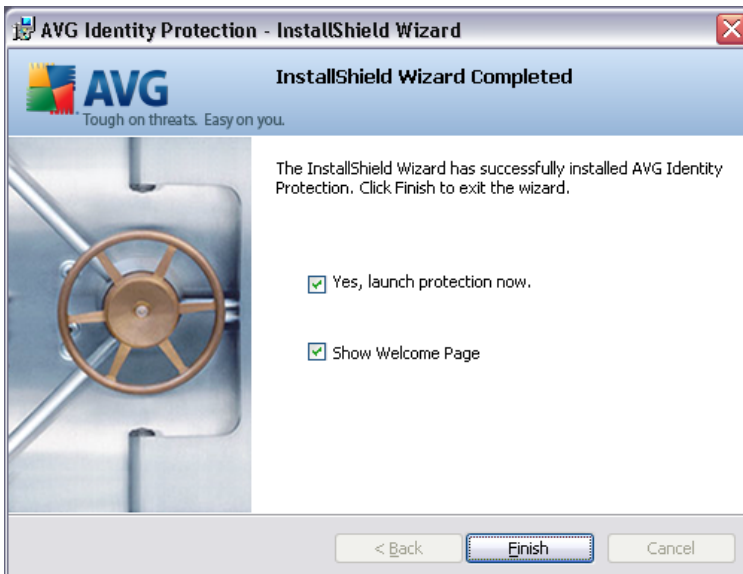 AVG Identity Protection - InstallShield Wizard
InstallShield Wizard Completed
AVG
Tough on threats. Easy on you.
The InstallShield Wizard has successfully installed AVG Identity
Protection. Click Finish to exit the wizard.
Yes, launch protection now.
Show Welcome Page
< Back
Finish
Cancel